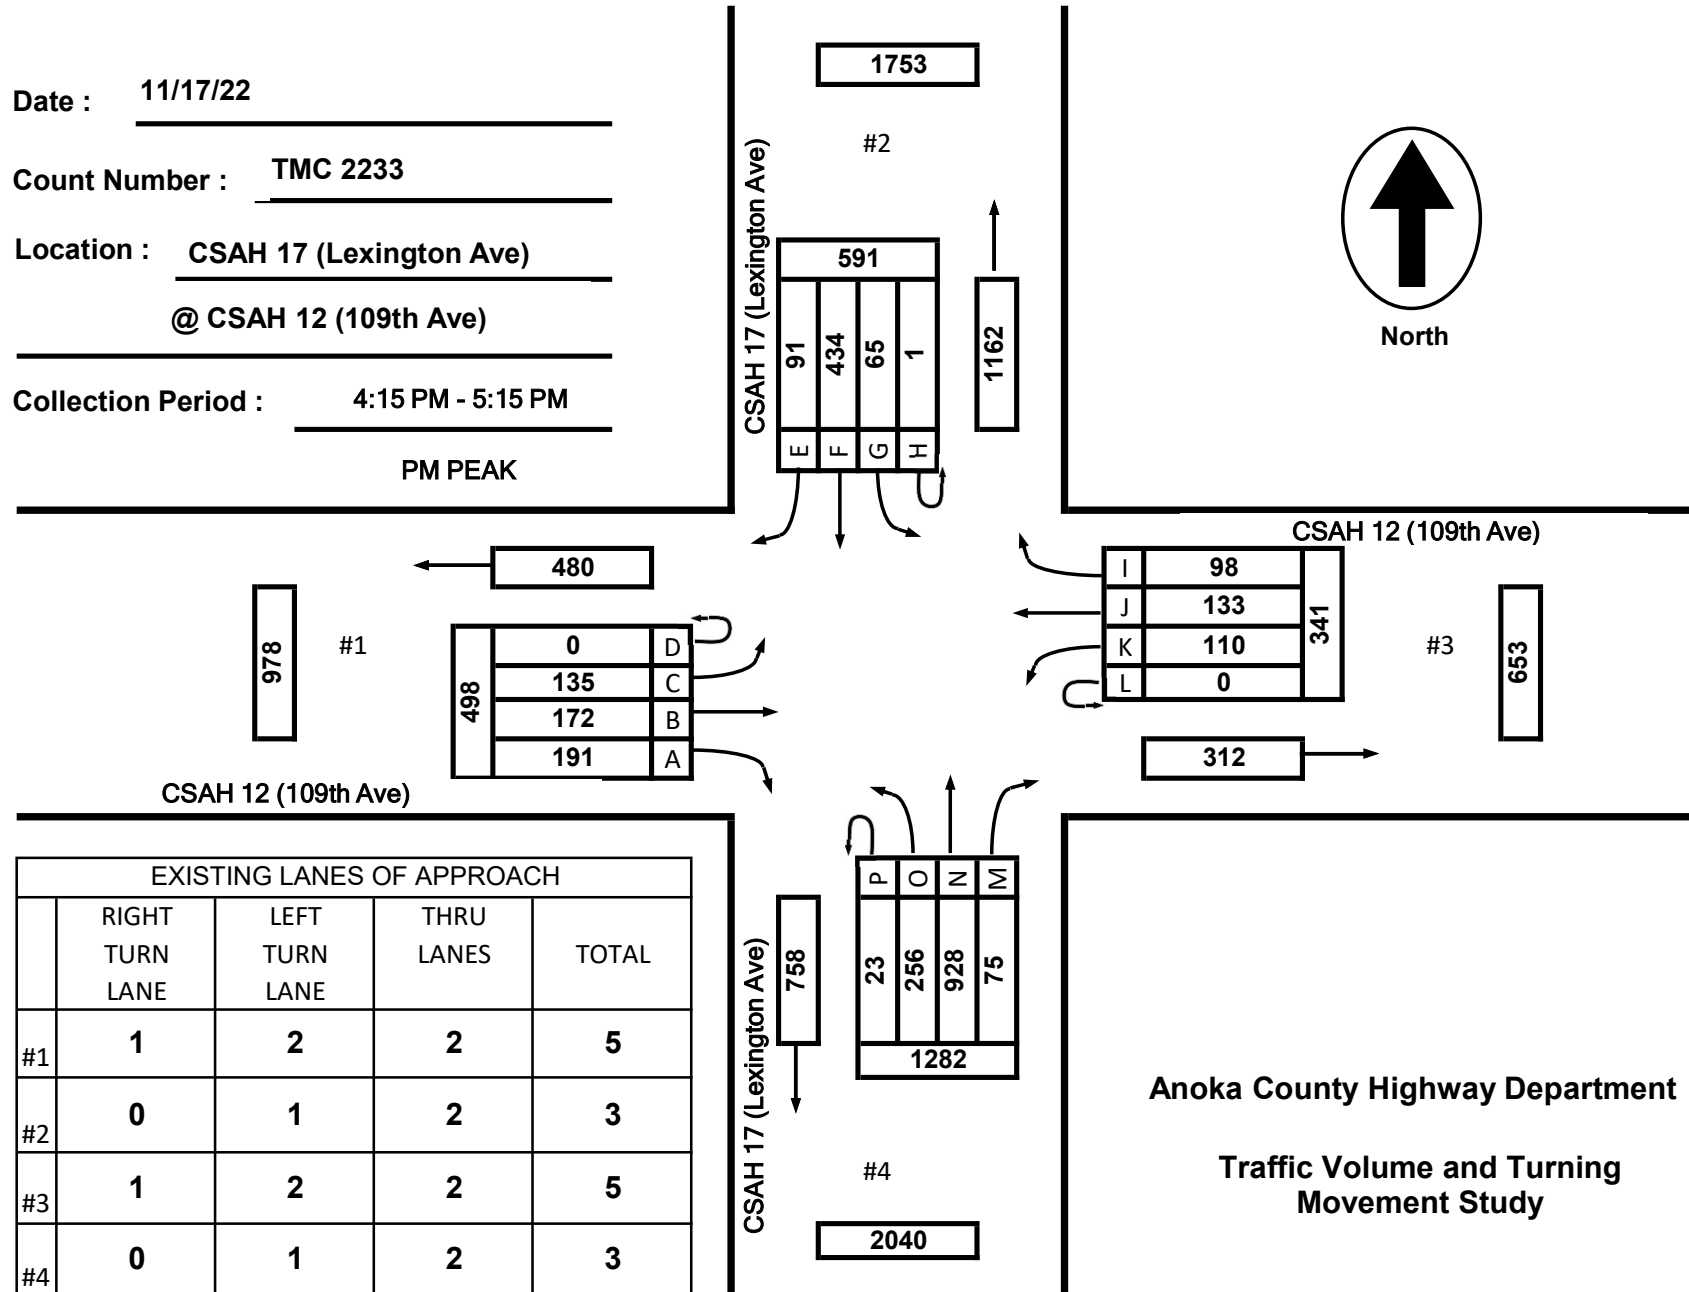 Date : 11/17/22
Count Number : TMC 2233
Location : CSAH 17 (Lexington Ave)
@ CSAH 12 (109th Ave)
Collection Period : 4:15 PM - 5:15 PM
PM PEAK
1753
#2
CSAH 17 (Lexington Ave)
591
91 434 65 1
E F G H
1162
North
CSAH 12 (109th Ave)
480
978
#1
498
0 D
135 C
172 B
191 A
CSAH 12 (109th Ave)
I 98
J 133
K 110
L 0
341
#3
653
312
P O N M
23 256 928 75
1282
758
CSAH 17 (Lexington Ave)
#4
2040
EXISTING LANES OF APPROACH
RIGHT LEFT THRU
TURN TURN LANES TOTAL
LANE LANE
#1 1 2 2 5
#2 0 1 2 3
#3 1 2 2 5
#4 0 1 2 3
Anoka County Highway Department
Traffic Volume and Turning
Movement Study